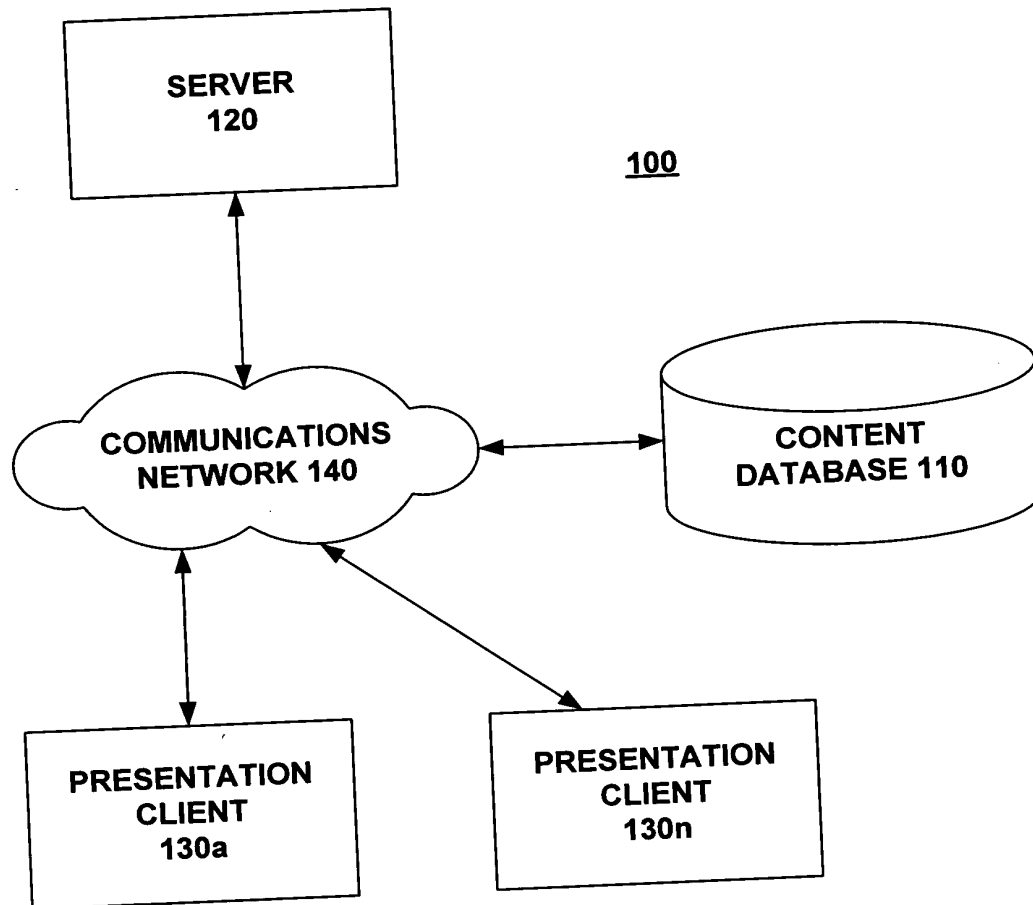 SERVER
120
100
COMMUNICATIONS
NETWORK 140
CONTENT
DATABASE 110
PRESENTATION
CLIENT
130a
PRESENTATION
CLIENT
130n